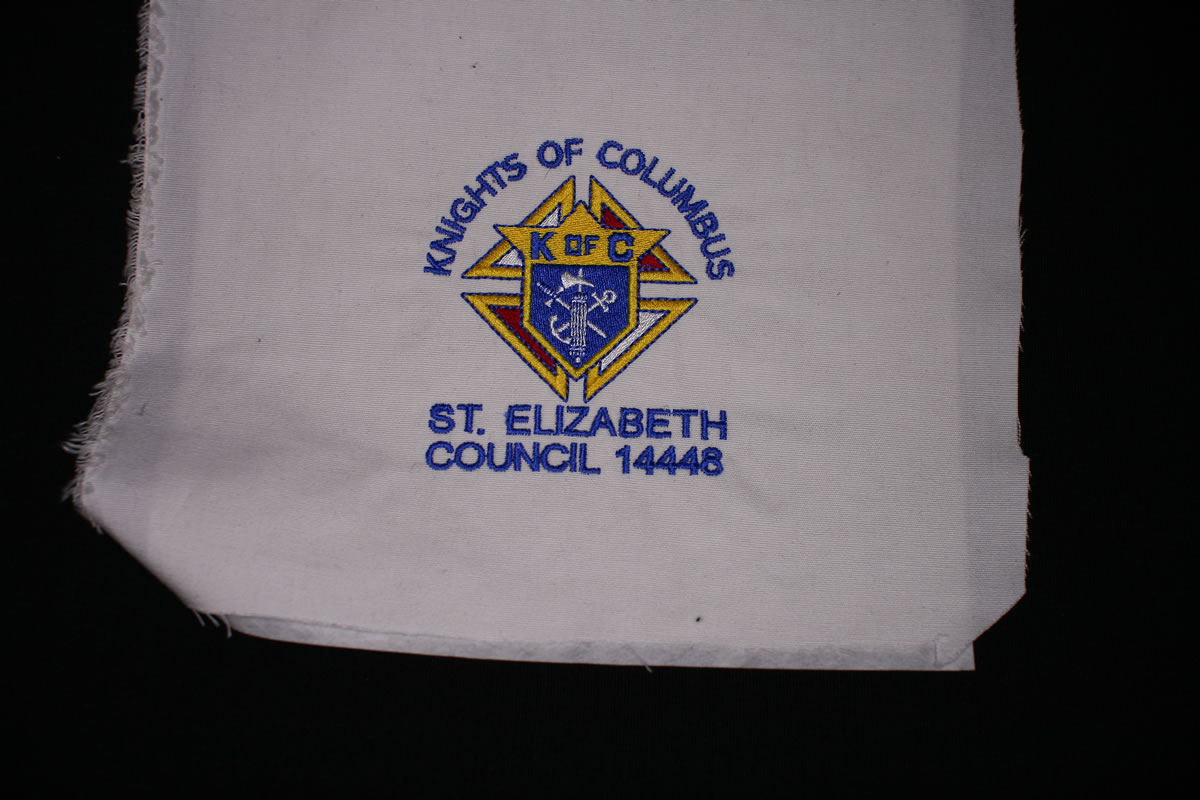 KNIGHTS OF COLUMBUS
K OF C
ST. ELIZABETH
COUNCIL 14448